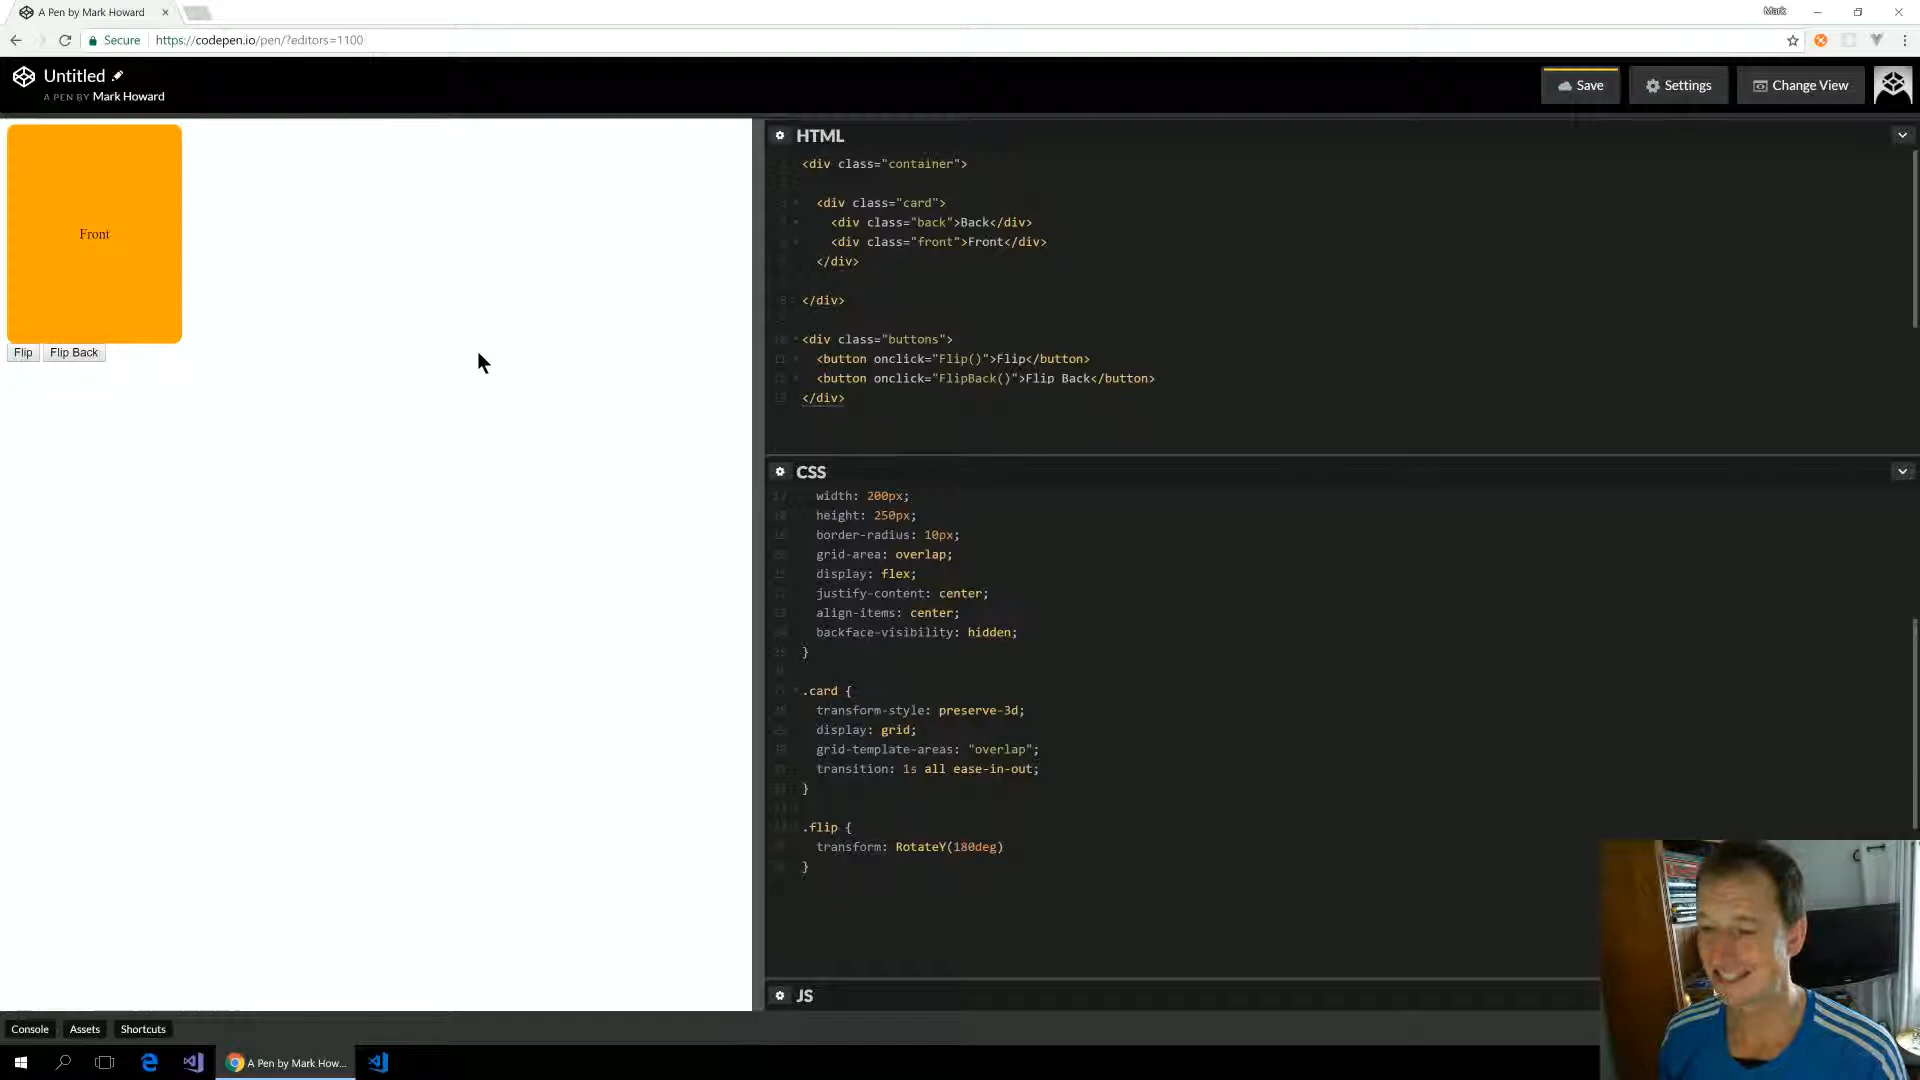 A Pen by Mark Howard
Mark
Secure
https://codepen.io/pen/?editors=1100
Untitled
A PEN BY Mark Howard
Save
Settings
Change View
Front
Flip
Flip Back
HTML
<div class="container">
<div class="card">
<div class="back">Back</div>
<div class="front">Front</div>
</div>
</div>
<div class="buttons">
<button onclick="Flip()">Flip</button>
<button onclick="FlipBack()">Flip Back</button>
</div>
CSS
width: 200px;
height: 250px;
border-radius: 10px;
grid-area: overlap;
display: flex;
justify-content: center;
align-items: center;
backface-visibility: hidden;
}
.card {
transform-style: preserve-3d;
display: grid;
grid-template-areas: "overlap";
transition: 1s all ease-in-out;
}
.flip {
transform: RotateY(180deg)
}
JS
Console
Assets
Shortcuts
A Pen by Mark How...